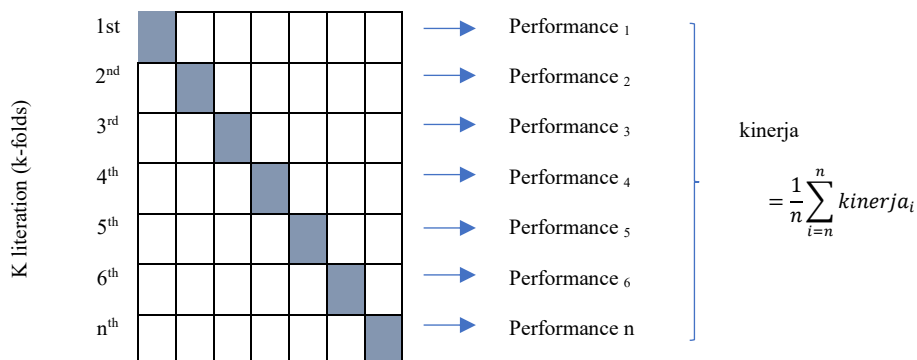 K literation (k-folds)
1st Performance 1
2nd Performance 2
3rd Performance 3
4th Performance 4
5th Performance 5
6th Performance 6
nth Performance n
kinerja
= 1/n ∑_{i=n}^{n} kinerja_i